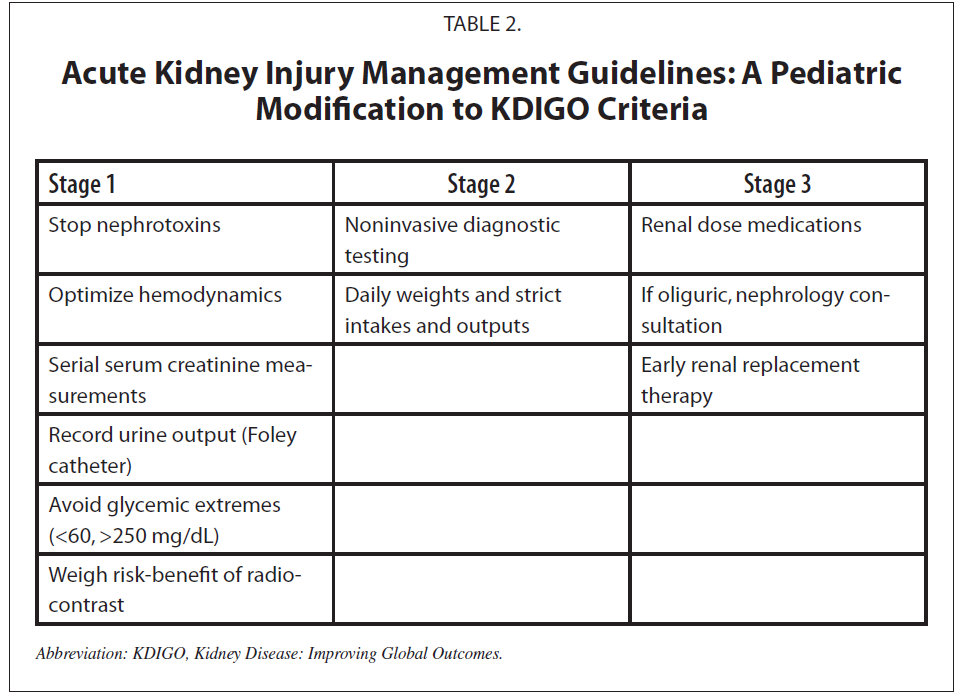 TABLE 2.
Acute Kidney Injury Management Guidelines: A Pediatric
Modification to KDIGO Criteria
Stage 1
Stage 2
Stage 3
Stop nephrotoxins
Noninvasive diagnostic
testing
Renal dose medications
Optimize hemodynamics
Daily weights and strict
intakes and outputs
If oliguric, nephrology con-
sultation
Serial serum creatinine mea-
surements
Early renal replacement
therapy
Record urine output (Foley
catheter)
Avoid glycemic extremes
(<60, >250 mg/dL)
Weigh risk-benefit of radio-
contrast
Abbreviation: KDIGO, Kidney Disease: Improving Global Outcomes.